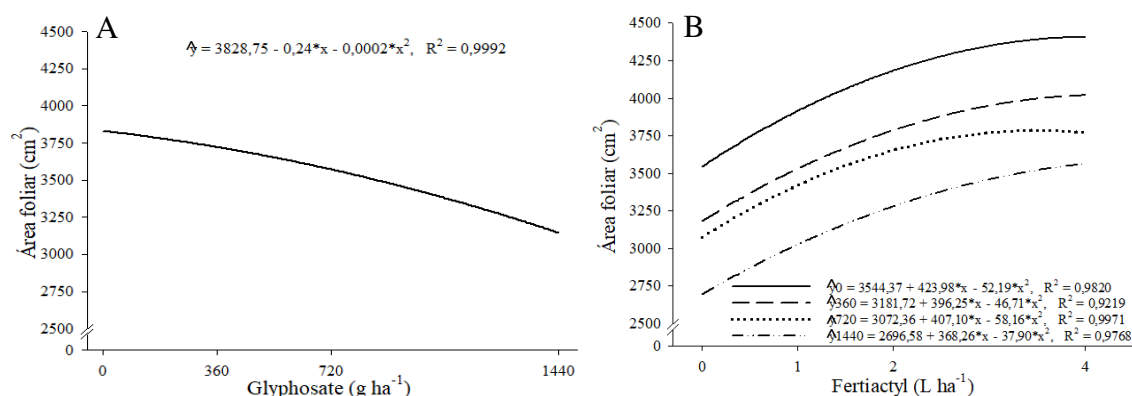 A
ŷ = 3828,75 - 0,24*x - 0,0002*x², R² = 0,9992
4500
4250
4000
3750
3500
3250
3000
2750
2500
0
Área foliar (cm²)
0 360 720 1440
Glyphosate (g ha⁻¹)
B
4500
4250
4000
3750
3500
3250
3000
2750
2500
0
Área foliar (cm²)
ŷ0 = 3544,37 + 423,98*x - 52,19*x², R² = 0,9820
ŷ360 = 3181,72 + 396,25*x - 46,71*x², R² = 0,9219
ŷ720 = 3072,36 + 407,10*x - 58,16*x², R² = 0,9971
ŷ1440 = 2696,58 + 368,26*x - 37,90*x², R² = 0,9768
0 1 2 4
Fertiactyl (L ha⁻¹)